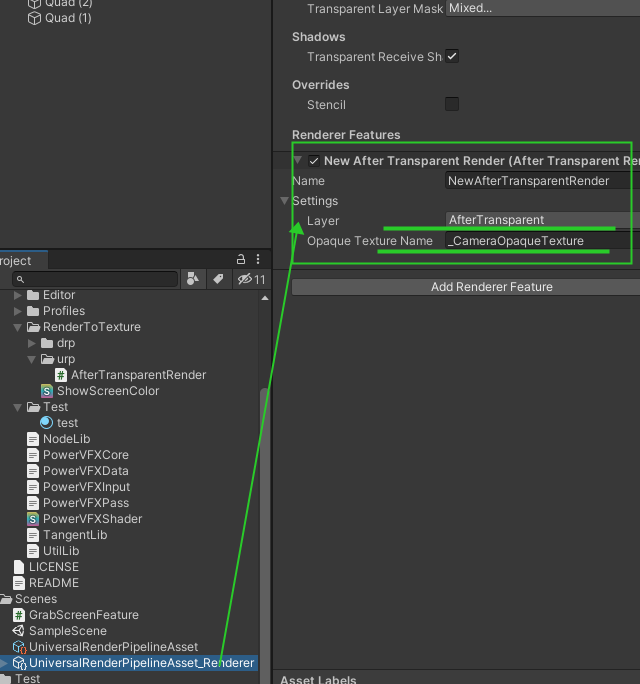 Quad (2)
Quad (1)
Transparent Layer Mask
Mixed...
Shadows
Transparent Receive Sh
Overrides
Stencil
Renderer Features
New After Transparent Render (After Transparent Re
Name
NewAfterTransparentRender
Settings
Layer
AfterTransparent
Opaque Texture Name
_CameraOpaqueTexture
Add Renderer Feature
roject
11
Editor
Profiles
RenderToTexture
drp
urp
AfterTransparentRender
ShowScreenColor
Test
test
NodeLib
PowerVFXCore
PowerVFXData
PowerVFXInput
PowerVFXPass
PowerVFXShader
TangentLib
UtilLib
LICENSE
README
Scenes
GrabScreenFeature
SampleScene
UniversalRenderPipelineAsset
UniversalRenderPipelineAsset_Renderer
Test
Asset Labels